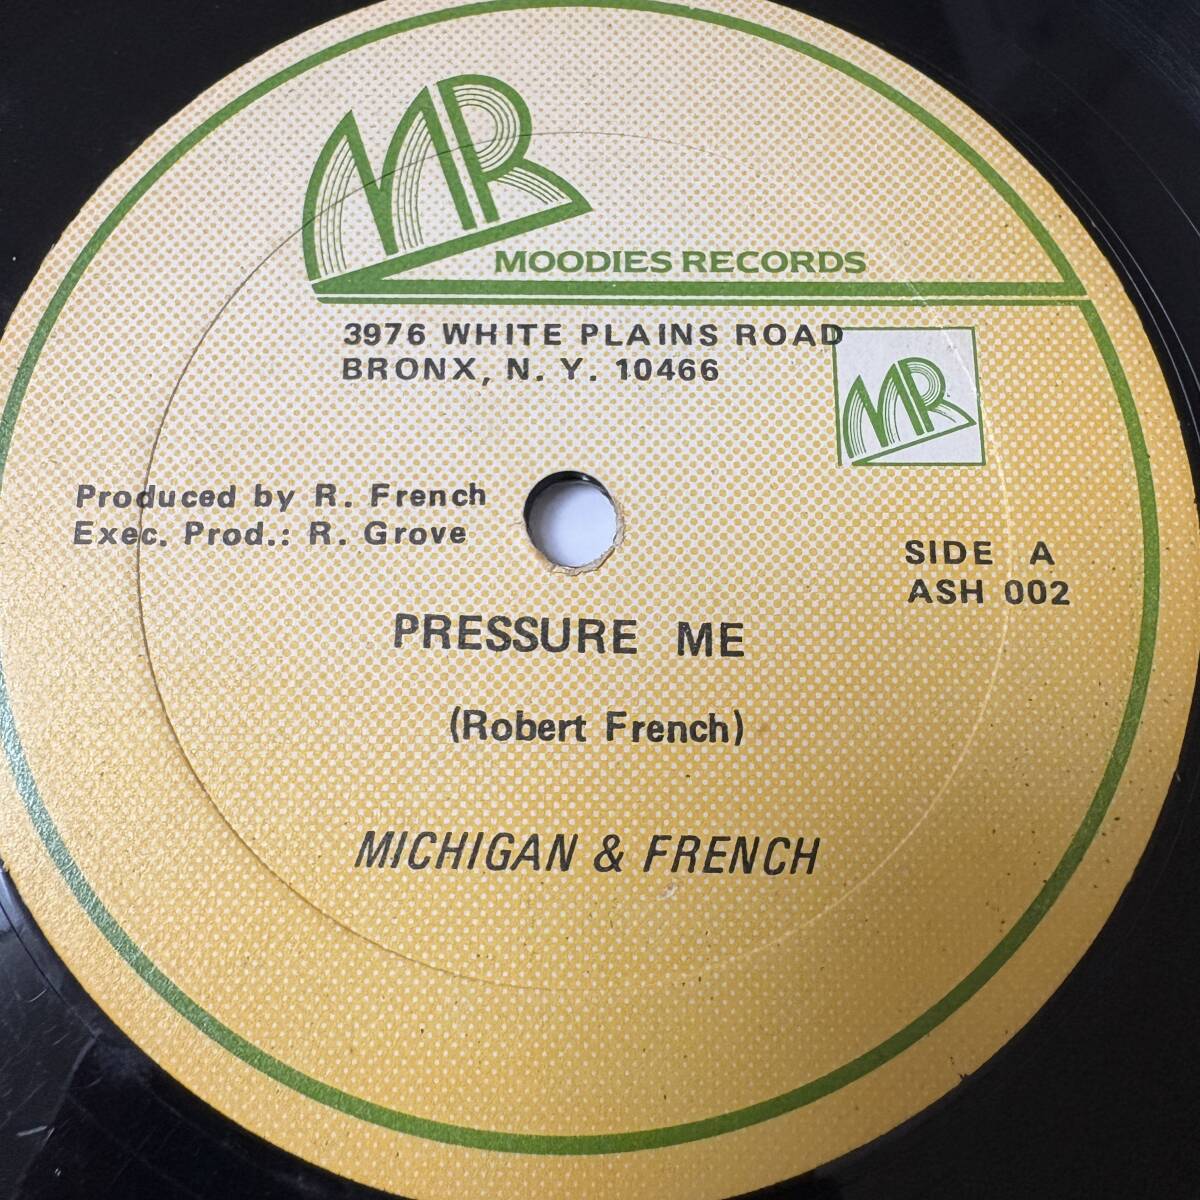 MR
MOODIES RECORDS
3976 WHITE PLAINS ROAD
BRONX, N. Y. 10466
MR
Produced by R. French
Exec. Prod.: R. Grove
SIDE A
ASH 002
PRESSURE ME
(Robert French)
MICHIGAN & FRENCH